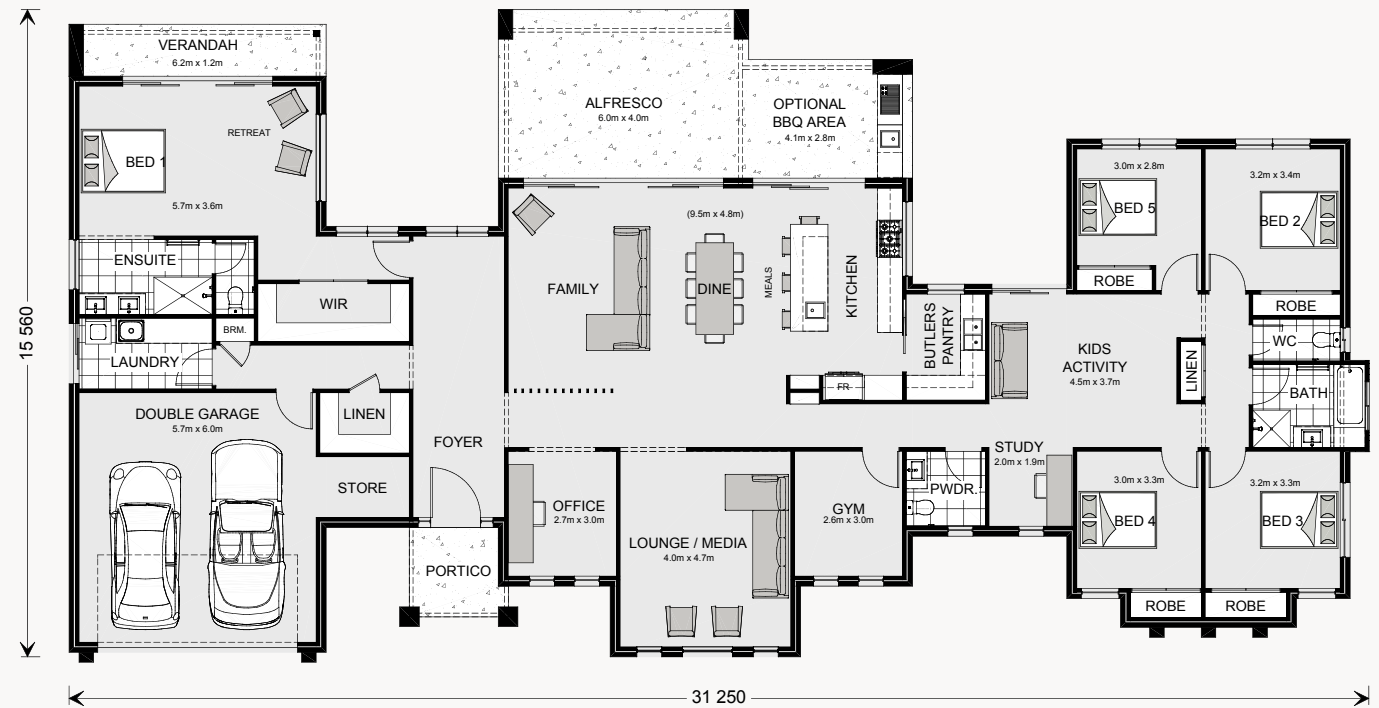 VERANDAH
6.2m x 1.2m
RETREAT
BED 1
5.7m x 3.6m
ENSUITE
WIR
BRM.
LAUNDRY
DOUBLE GARAGE
5.7m x 6.0m
LINEN
STORE
FOYER
PORTICO
ALFRESCO
6.0m x 4.0m
OPTIONAL
BBQ AREA
4.1m x 2.8m
(9.5m x 4.8m)
FAMILY
DINE
MEALS
KITCHEN
FR
BUTLERS
PANTRY
OFFICE
2.7m x 3.0m
LOUNGE / MEDIA
4.0m x 4.7m
GYM
2.6m x 3.0m
PWDR.
STUDY
2.0m x 1.9m
KIDS
ACTIVITY
4.5m x 3.7m
LINEN
3.0m x 2.8m
BED 5
ROBE
3.2m x 3.4m
BED 2
ROBE
WC
BATH
3.0m x 3.3m
BED 4
ROBE
3.2m x 3.3m
BED 3
ROBE
15 560
31 250